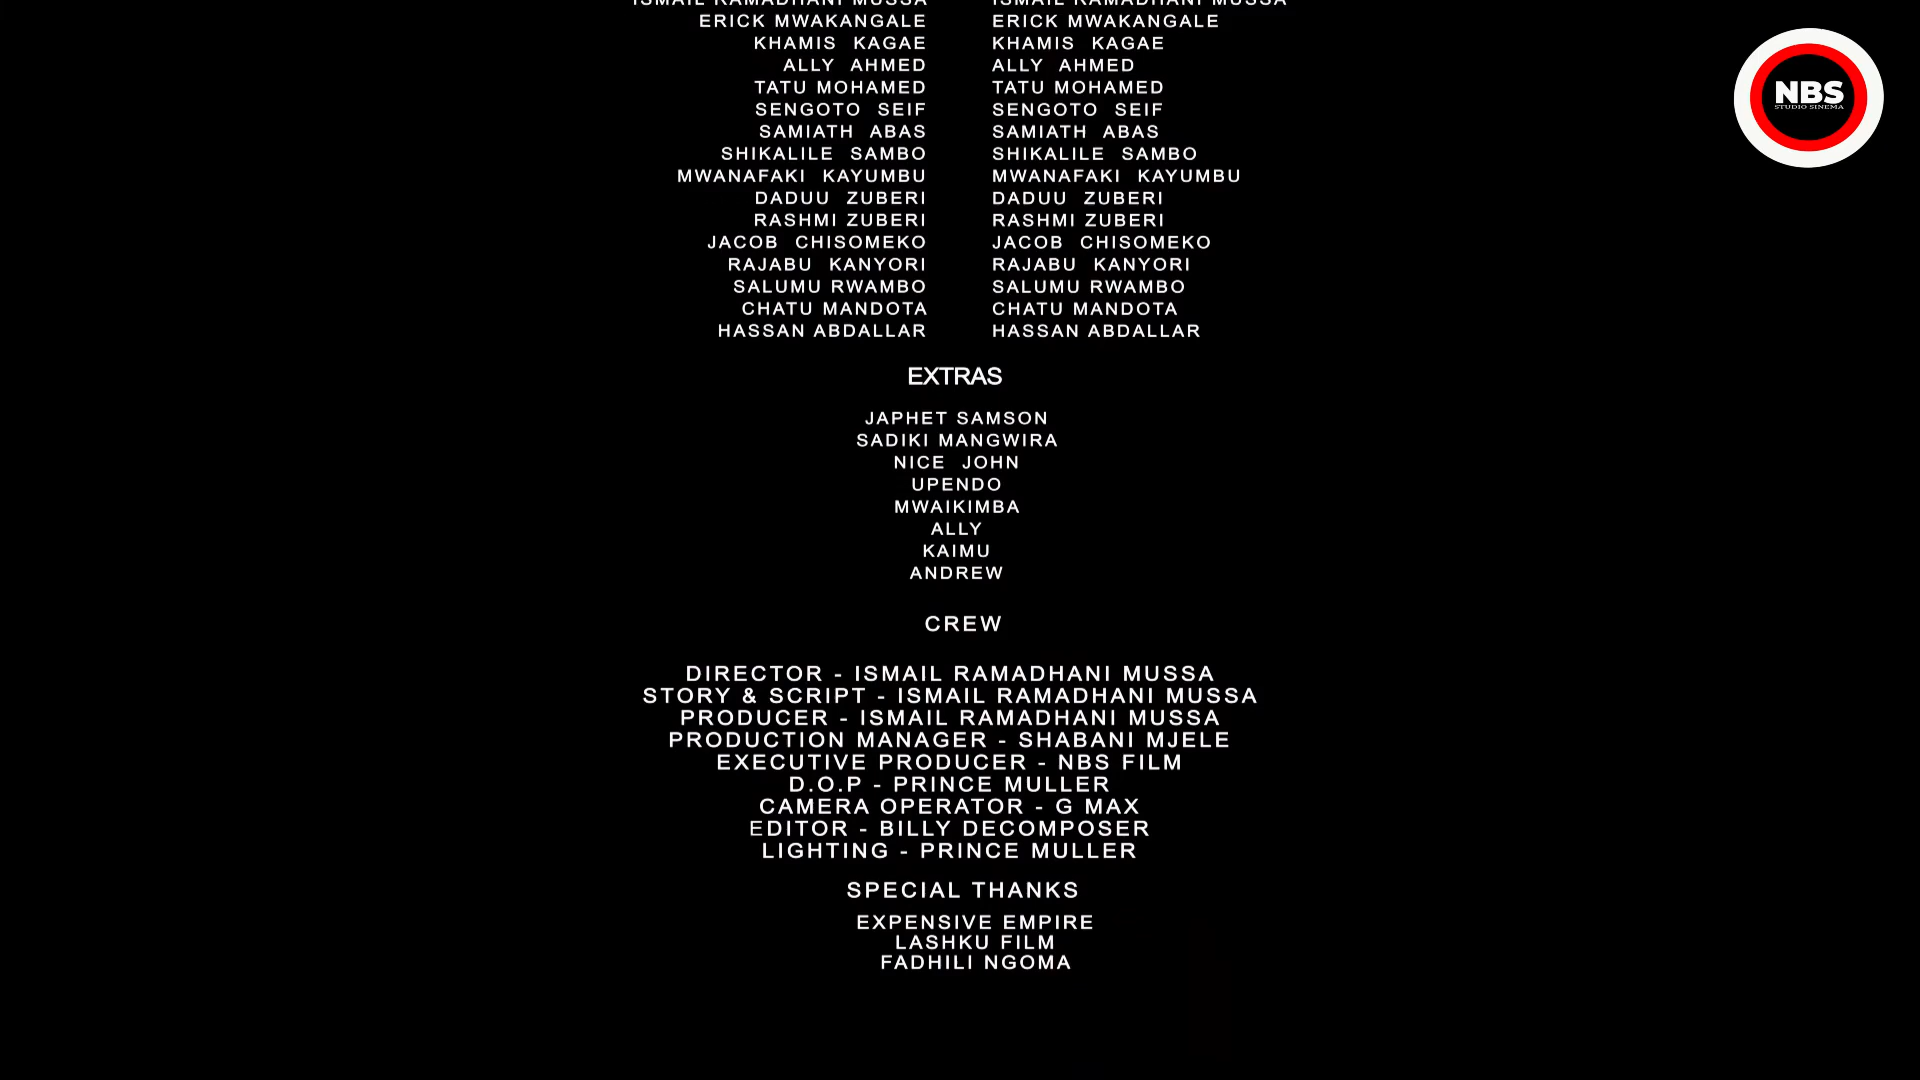 ISMAIL RAMADHANI MUSSA ISMAIL RAMADHANI MUSSA
ERICK MWAKANGALE ERICK MWAKANGALE
KHAMIS KAGAE KHAMIS KAGAE
ALLY AHMED ALLY AHMED
TATU MOHAMED TATU MOHAMED
SENGOTO SEIF SENGOTO SEIF
SAMIATH ABAS SAMIATH ABAS
SHIKALILE SAMBO SHIKALILE SAMBO
MWANAFAKI KAYUMBU MWANAFAKI KAYUMBU
DADUU ZUBERI DADUU ZUBERI
RASHMI ZUBERI RASHMI ZUBERI
JACOB CHISOMEKO JACOB CHISOMEKO
RAJABU KANYORI RAJABU KANYORI
SALUMU RWAMBO SALUMU RWAMBO
CHATU MANDOTA CHATU MANDOTA
HASSAN ABDALLAR HASSAN ABDALLAR
NBS
STUDIO SINEMA
EXTRAS
JAPHET SAMSON
SADIKI MANGWIRA
NICE JOHN
UPENDO
MWAIKIMBA
ALLY
KAIMU
ANDREW
CREW
DIRECTOR - ISMAIL RAMADHANI MUSSA
STORY & SCRIPT - ISMAIL RAMADHANI MUSSA
PRODUCER - ISMAIL RAMADHANI MUSSA
PRODUCTION MANAGER - SHABANI MJELE
EXECUTIVE PRODUCER - NBS FILM
D.O.P - PRINCE MULLER
CAMERA OPERATOR - G MAX
EDITOR - BILLY DECOMPOSER
LIGHTING - PRINCE MULLER
SPECIAL THANKS
EXPENSIVE EMPIRE
LASHKU FILM
FADHILI NGOMA